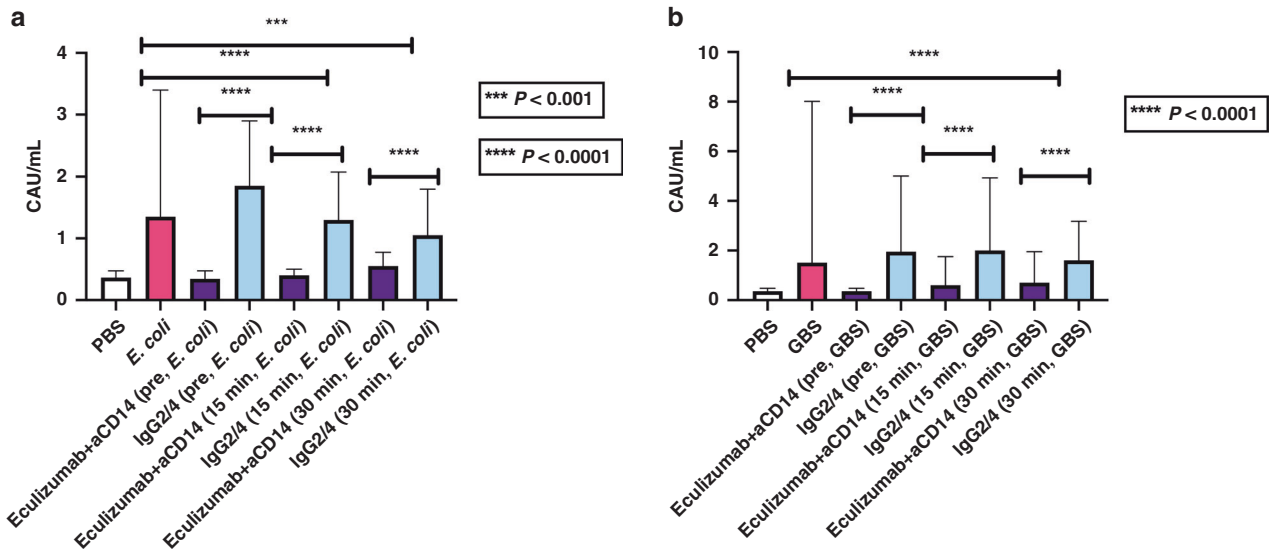 a
***
****
****
****
****
4
3
2
1
0
CAU/mL
*** P < 0.001
**** P < 0.0001
PBS
E. coli
Eculizumab+aCD14 (pre, E. coli)
IgG2/4 (pre, E. coli)
Eculizumab+aCD14 (15 min, E. coli)
IgG2/4 (15 min, E. coli)
Eculizumab+aCD14 (30 min, E. coli)
IgG2/4 (30 min, E. coli)
b
****
****
****
****
10
8
6
4
2
0
CAU/mL
**** P < 0.0001
PBS
GBS
Eculizumab+aCD14 (pre, GBS)
IgG2/4 (pre, GBS)
Eculizumab+aCD14 (15 min, GBS)
IgG2/4 (15 min, GBS)
Eculizumab+aCD14 (30 min, GBS)
IgG2/4 (30 min, GBS)